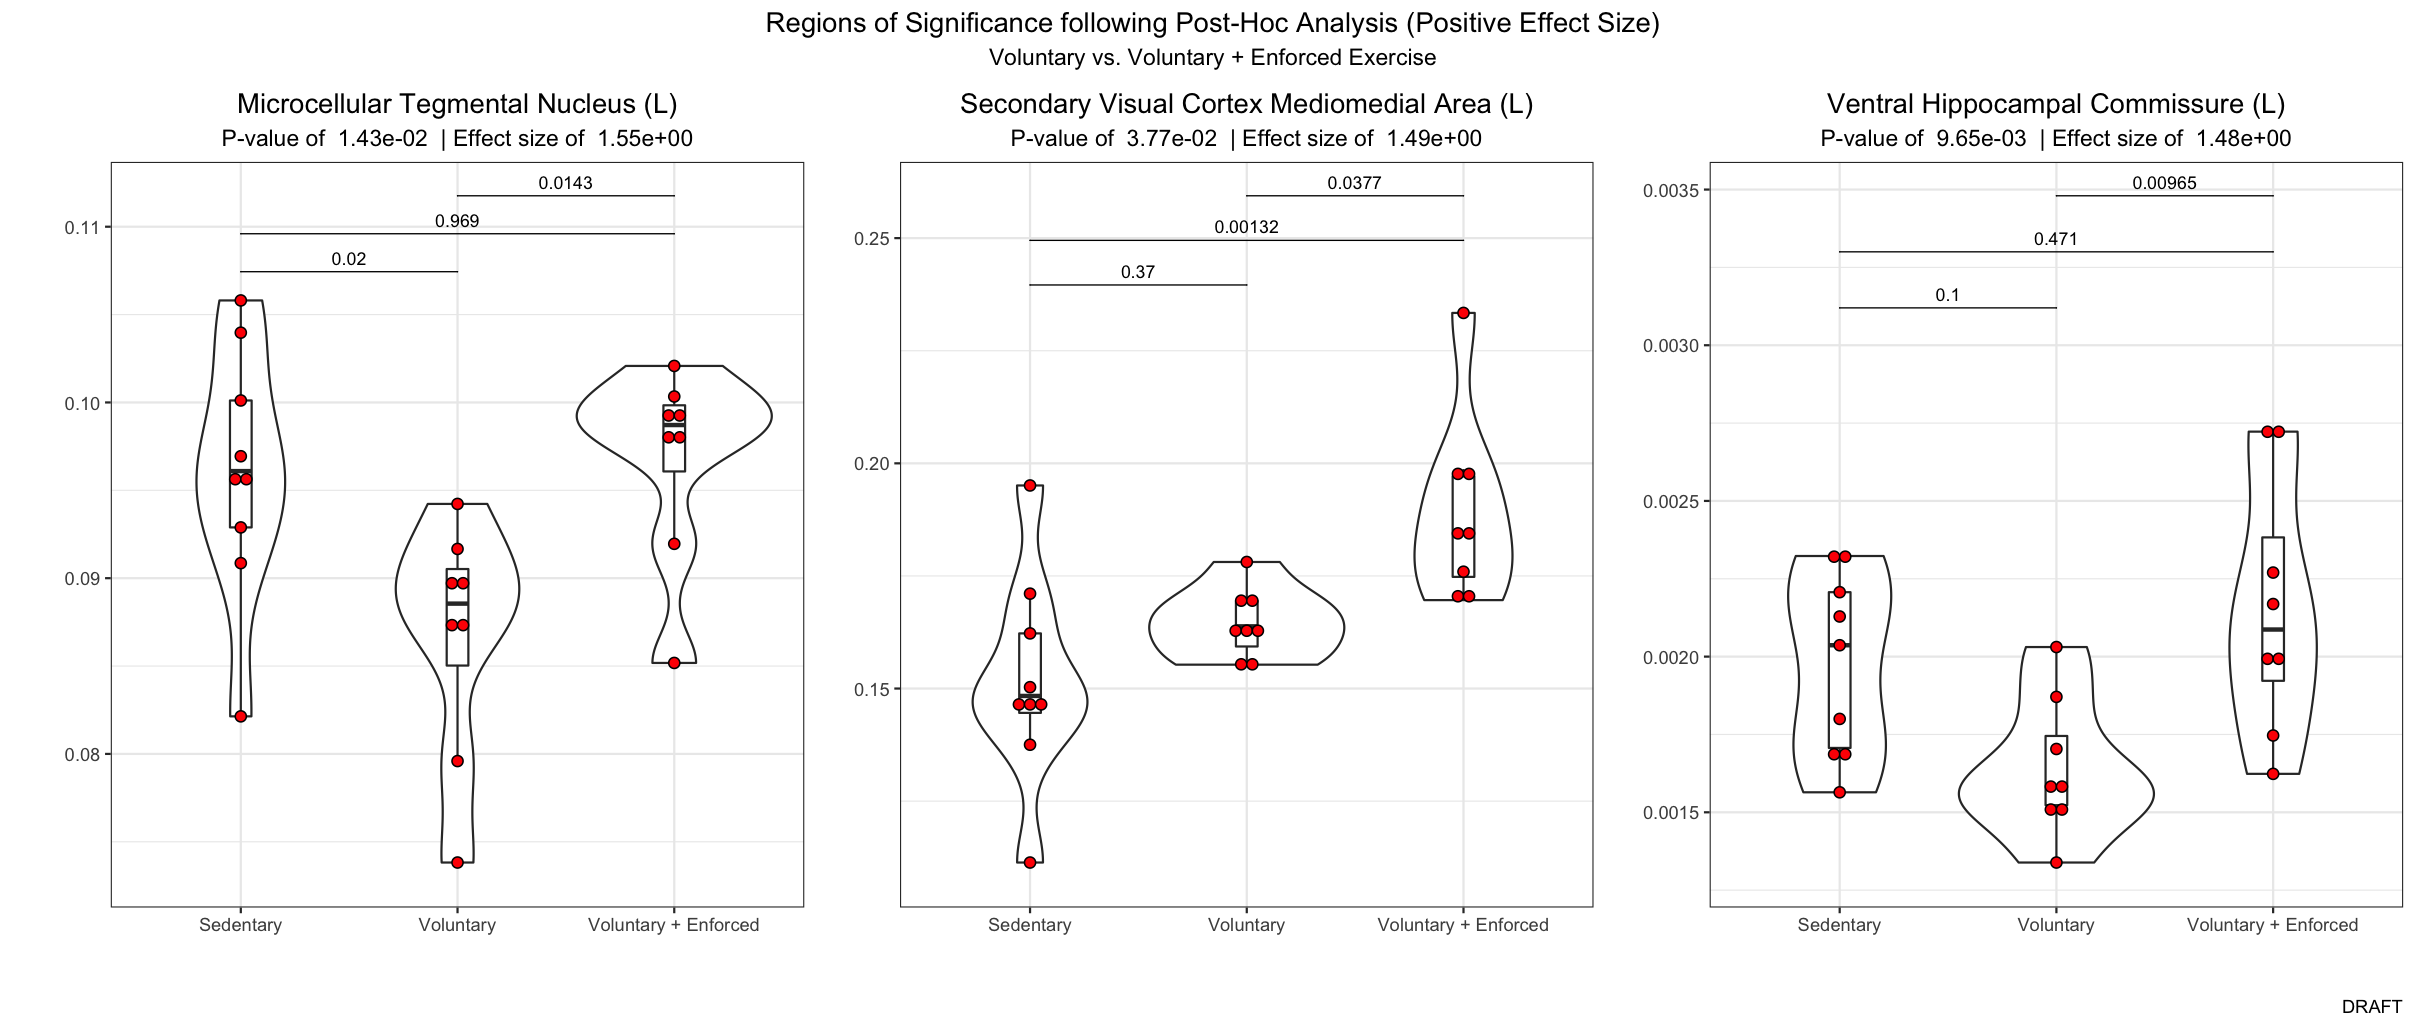 Regions of Significance following Post-Hoc Analysis (Positive Effect Size)
Voluntary vs. Voluntary + Enforced Exercise
Microcellular Tegmental Nucleus (L)
P-value of  1.43e-02  | Effect size of  1.55e+00
0.0143
0.969
0.02
0.11
0.10
0.09
0.08
Sedentary
Voluntary
Voluntary + Enforced
Secondary Visual Cortex Mediomedial Area (L)
P-value of  3.77e-02  | Effect size of  1.49e+00
0.0377
0.00132
0.37
0.25
0.20
0.15
Sedentary
Voluntary
Voluntary + Enforced
Ventral Hippocampal Commissure (L)
P-value of  9.65e-03  | Effect size of  1.48e+00
0.00965
0.471
0.1
0.0035
0.0030
0.0025
0.0020
0.0015
Sedentary
Voluntary
Voluntary + Enforced
DRAFT